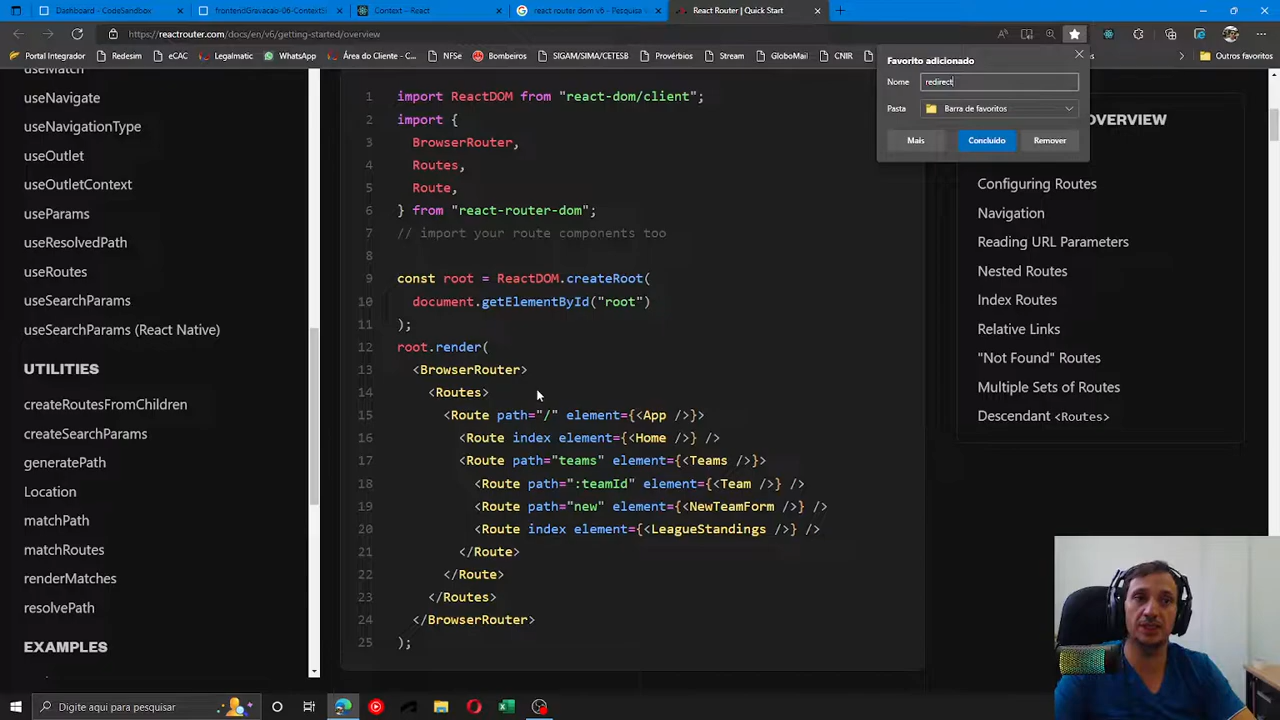 Dashboard - CodeSandbox
frontendGravacao-06-ContextS
Context – React
react router dom v6 - Pesquisa
React Router | Quick Start
https://reactrouter.com/docs/en/v6/getting-started/overview
Portal Integrador
Redesim
eCAC
Legalmatic
Área do Cliente - C...
NFSe
Bombeiros
SIGAM/SIMA/CETESB
Provérbios
Stream
GloboMail
CNIR
Outros favoritos
Favorito adicionado
Nome
redirect
Pasta
Barra de favoritos
Mais
Concluído
Remover
useMatch
useNavigate
useNavigationType
useOutlet
useOutletContext
useParams
useResolvedPath
useRoutes
useSearchParams
useSearchParams (React Native)
UTILITIES
createRoutesFromChildren
createSearchParams
generatePath
Location
matchPath
matchRoutes
renderMatches
resolvePath
EXAMPLES
1 import ReactDOM from "react-dom/client";
2 import {
3 BrowserRouter,
4 Routes,
5 Route,
6 } from "react-router-dom";
7 // import your route components too
8
9 const root = ReactDOM.createRoot(
10 document.getElementById("root")
11 );
12 root.render(
13 <BrowserRouter>
14 <Routes>
15 <Route path="/" element={<App />}>
16 <Route index element={<Home />} />
17 <Route path="teams" element={<Teams />}>
18 <Route path=":teamId" element={<Team />} />
19 <Route path="new" element={<NewTeamForm />} />
20 <Route index element={<LeagueStandings />} />
21 </Route>
22 </Route>
23 </Routes>
24 </BrowserRouter>
25 );
OVERVIEW
Configuring Routes
Navigation
Reading URL Parameters
Nested Routes
Index Routes
Relative Links
"Not Found" Routes
Multiple Sets of Routes
Descendant <Routes>
Digite aqui para pesquisar